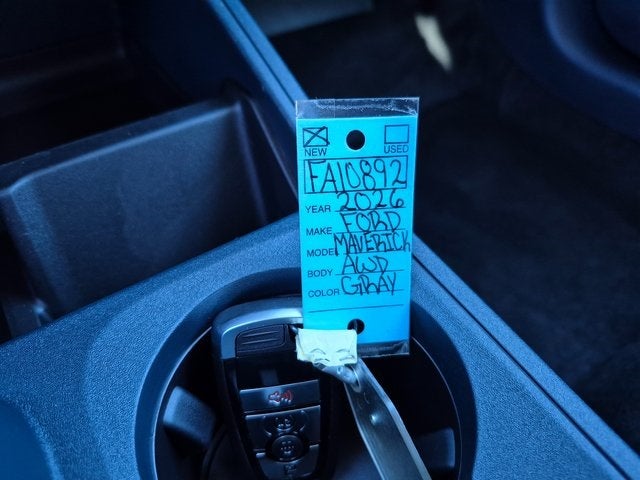 NEW USED
FA10892
YEAR 2026
MAKE FORD
MODEL MAVERICK
BODY AWD
COLOR GRAY